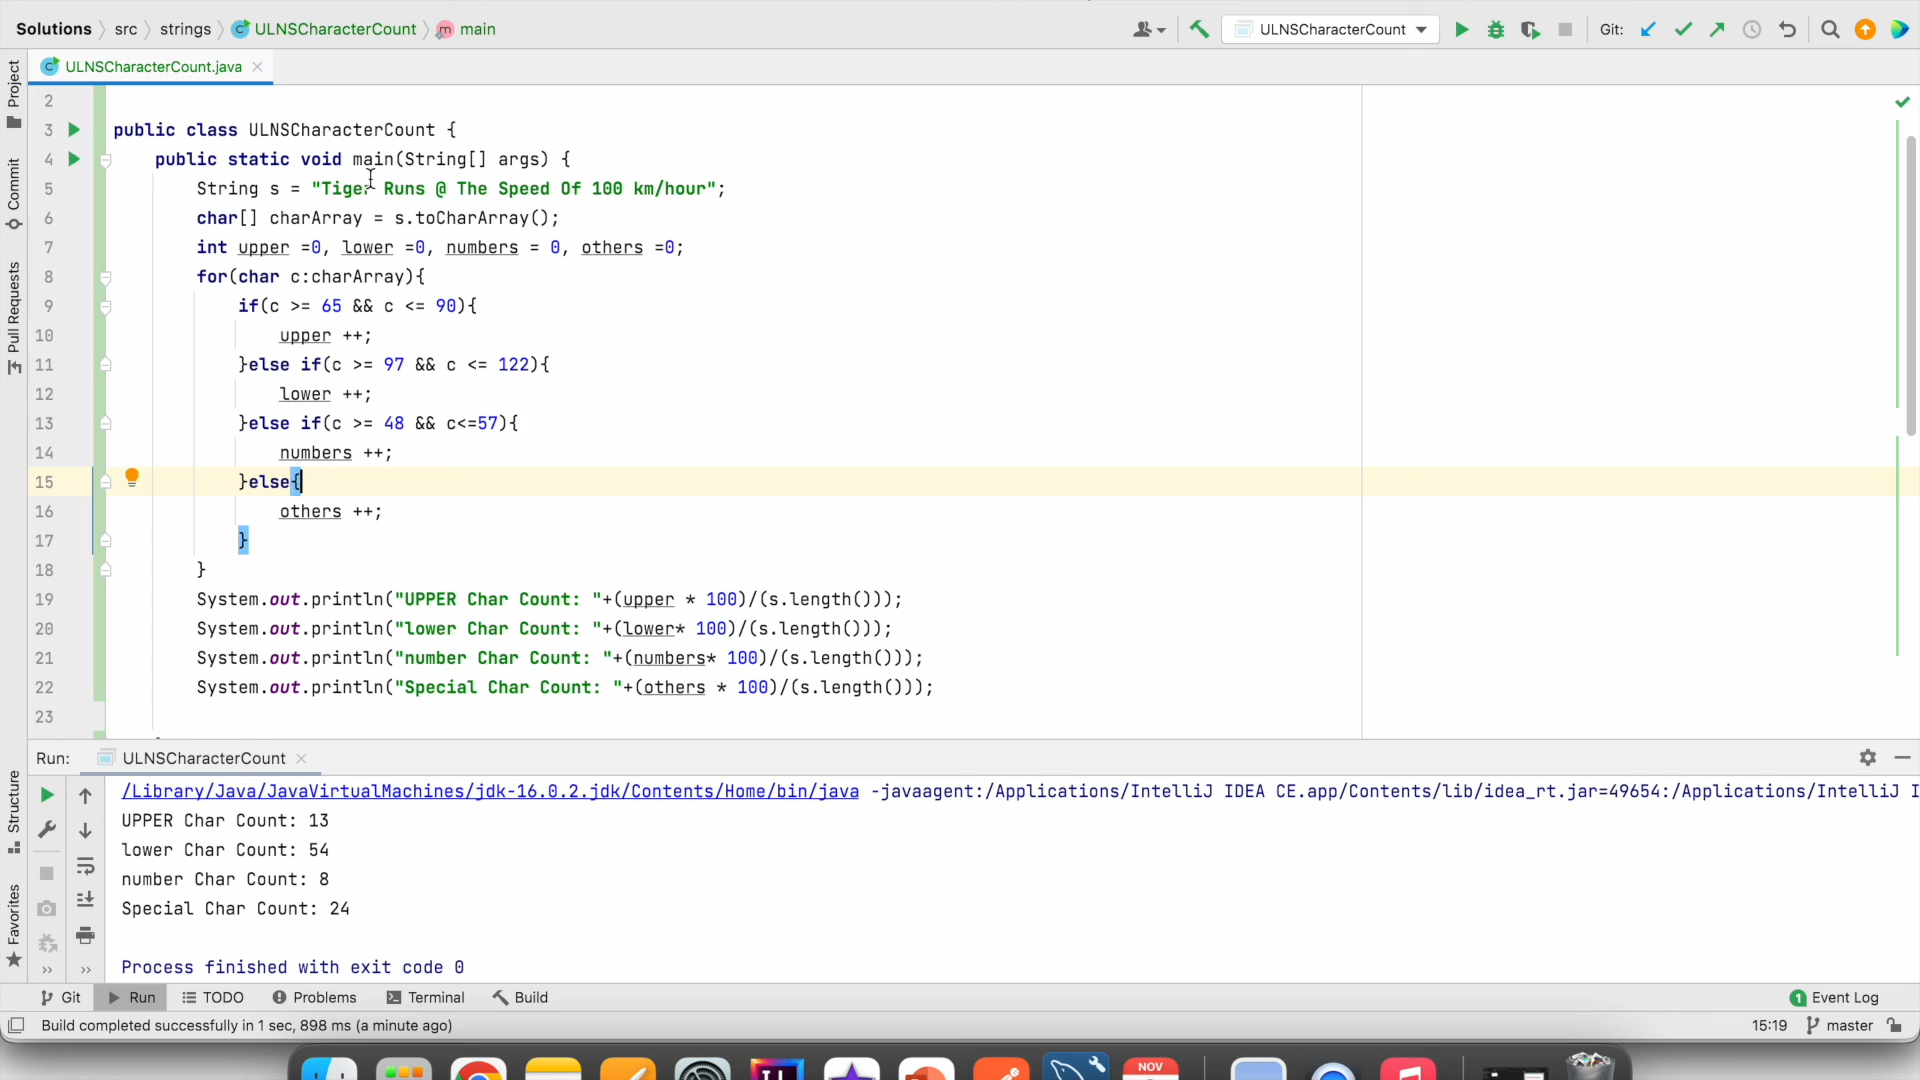 Solutions src strings ULNSCharacterCount main ULNSCharacterCount Git:
ULNSCharacterCount.java
Project
Commit
Pull Requests
Structure
Favorites
2
3 public class ULNSCharacterCount {
4 public static void main(String[] args) {
5 String s = "Tiger Runs @ The Speed Of 100 km/hour";
6 char[] charArray = s.toCharArray();
7 int upper =0, lower =0, numbers = 0, others =0;
8 for(char c:charArray){
9 if(c >= 65 && c <= 90){
10 upper ++;
11 }else if(c >= 97 && c <= 122){
12 lower ++;
13 }else if(c >= 48 && c<=57){
14 numbers ++;
15 }else{
16 others ++;
17 }
18 }
19 System.out.println("UPPER Char Count: "+(upper * 100)/(s.length()));
20 System.out.println("lower Char Count: "+(lower* 100)/(s.length()));
21 System.out.println("number Char Count: "+(numbers* 100)/(s.length()));
22 System.out.println("Special Char Count: "+(others * 100)/(s.length()));
23
Run: ULNSCharacterCount
/Library/Java/JavaVirtualMachines/jdk-16.0.2.jdk/Contents/Home/bin/java -javaagent:/Applications/IntelliJ IDEA CE.app/Contents/lib/idea_rt.jar=49654:/Applications/IntelliJ I
UPPER Char Count: 13
lower Char Count: 54
number Char Count: 8
Special Char Count: 24
Process finished with exit code 0
Git Run TODO Problems Terminal Build 1 Event Log
Build completed successfully in 1 sec, 898 ms (a minute ago) 15:19 master
NOV